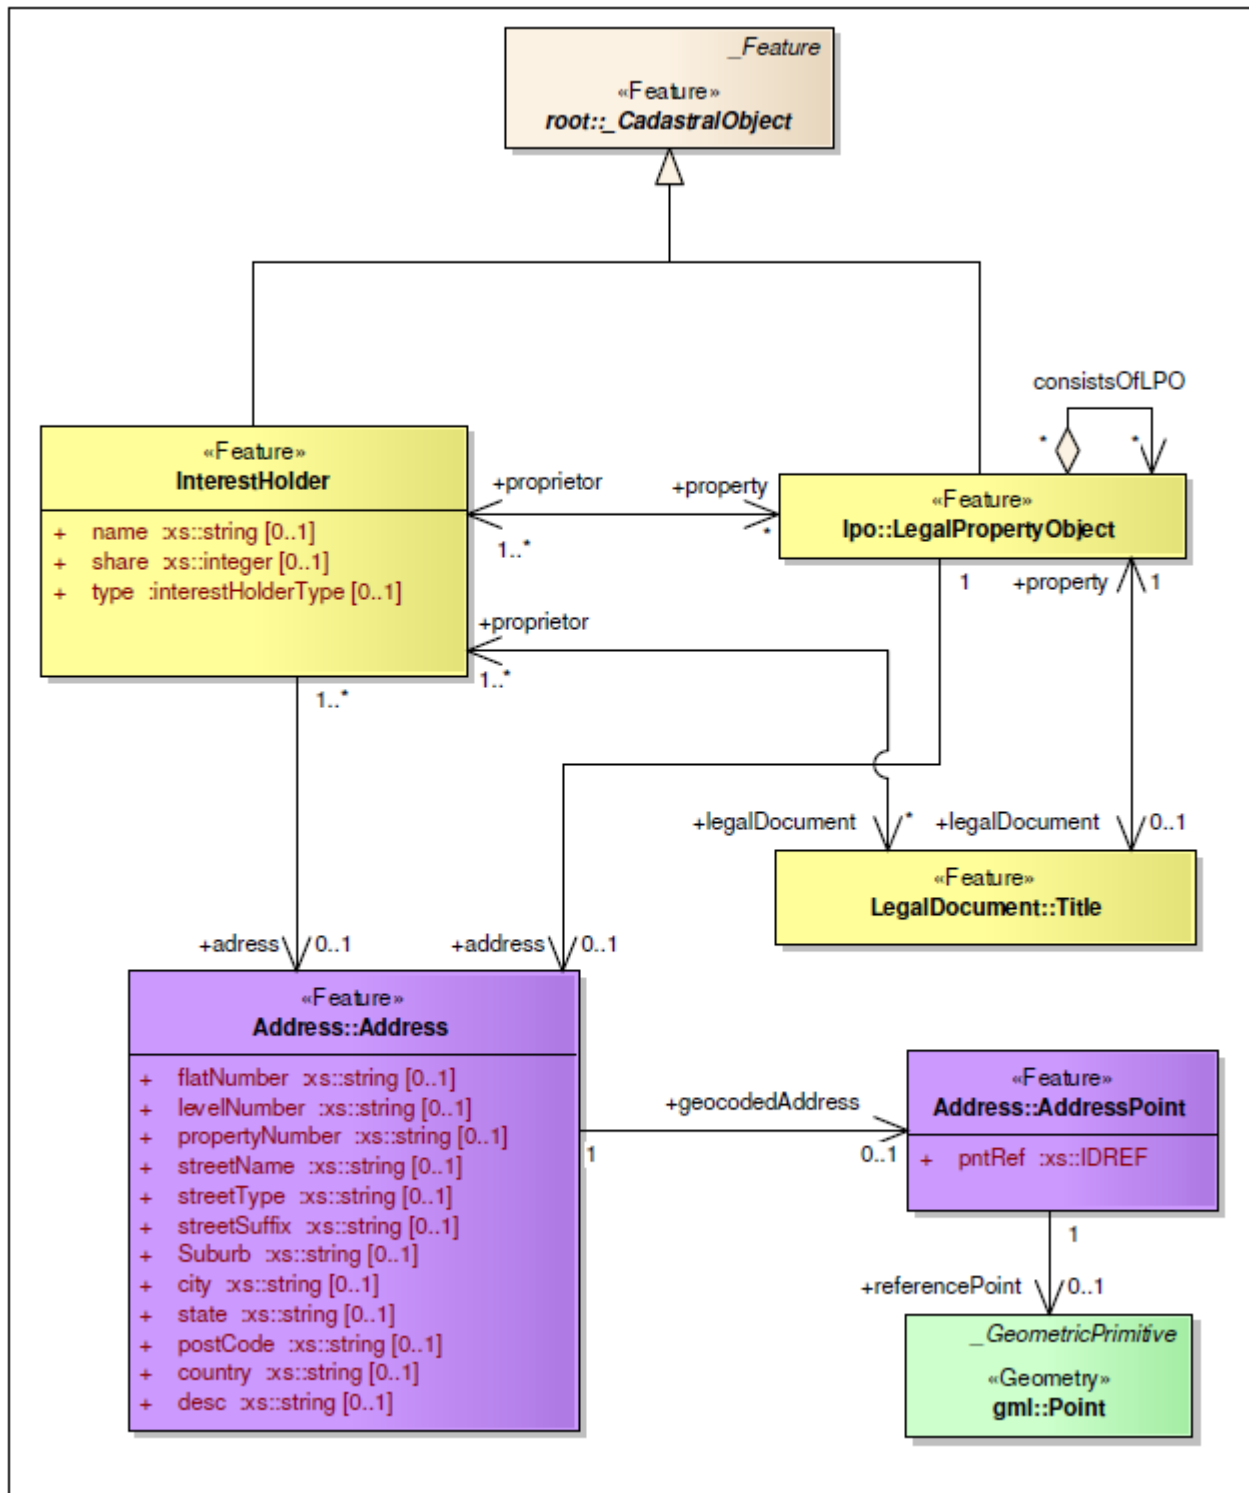 _Feature
«Feature»
root::_CadastralObject
consistsOfLPO
* *
«Feature»
InterestHolder
+ name :xs::string [0..1]
+ share :xs::integer [0..1]
+ type :interestHolderType [0..1]
+proprietor
+property
1..*
*
«Feature»
lpo::LegalPropertyObject
1
+property
1
+proprietor
1..*
1..*
+legalDocument
*
+legalDocument
0..1
«Feature»
LegalDocument::Title
+adress
0..1
+address
0..1
«Feature»
Address::Address
+ flatNumber :xs::string [0..1]
+ levelNumber :xs::string [0..1]
+ propertyNumber :xs::string [0..1]
+ streetName :xs::string [0..1]
+ streetType :xs::string [0..1]
+ streetSuffix :xs::string [0..1]
+ Suburb :xs::string [0..1]
+ city :xs::string [0..1]
+ state :xs::string [0..1]
+ postCode :xs::string [0..1]
+ country :xs::string [0..1]
+ desc :xs::string [0..1]
+geocodedAddress
1
0..1
«Feature»
Address::AddressPoint
+ pntRef :xs::IDREF
1
+referencePoint
0..1
_GeometricPrimitive
«Geometry»
gml::Point